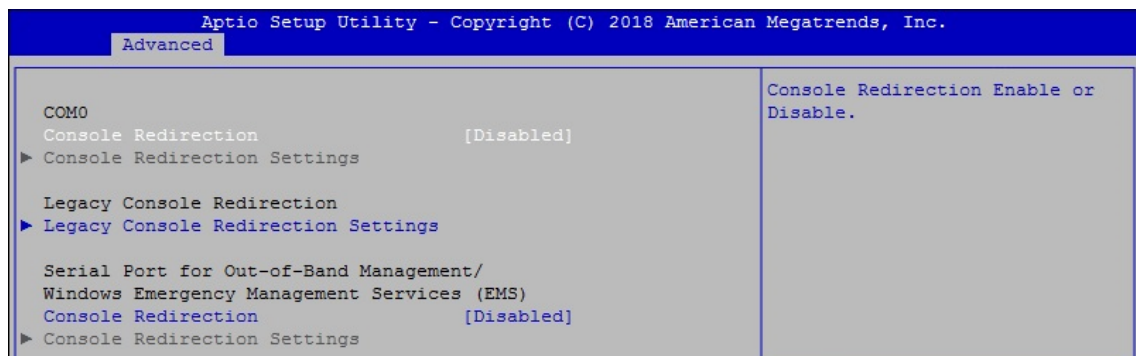 Aptio Setup Utility - Copyright (C) 2018 American Megatrends, Inc.
Advanced
COM0
Console Redirection [Disabled]
▶ Console Redirection Settings
Legacy Console Redirection
▶ Legacy Console Redirection Settings
Serial Port for Out-of-Band Management/
Windows Emergency Management Services (EMS)
Console Redirection [Disabled]
▶ Console Redirection Settings
Console Redirection Enable or
Disable.